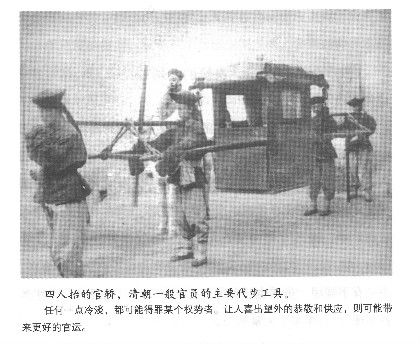 四人抬的官轿，清朝一般官员的主要代步工具。
任何一点冷淡，都可能得罪某个权势者。让人喜出望外的恭敬和供应，则可能带
来更好的官运。